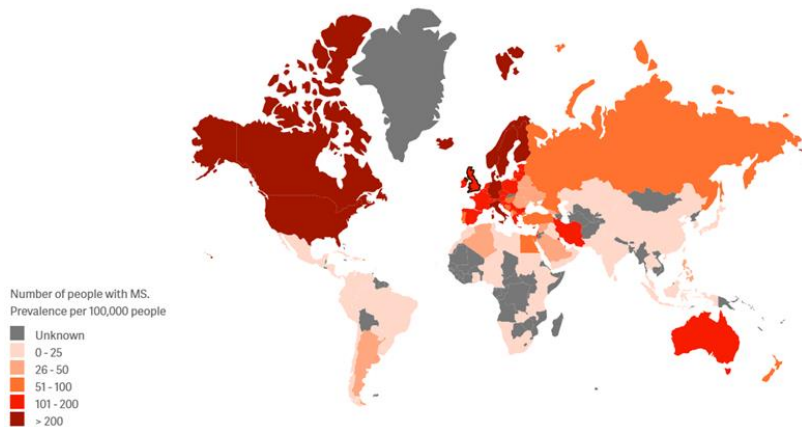 Number of people with MS.
Prevalence per 100,000 people
Unknown
0 - 25
26 - 50
51 - 100
101 - 200
> 200